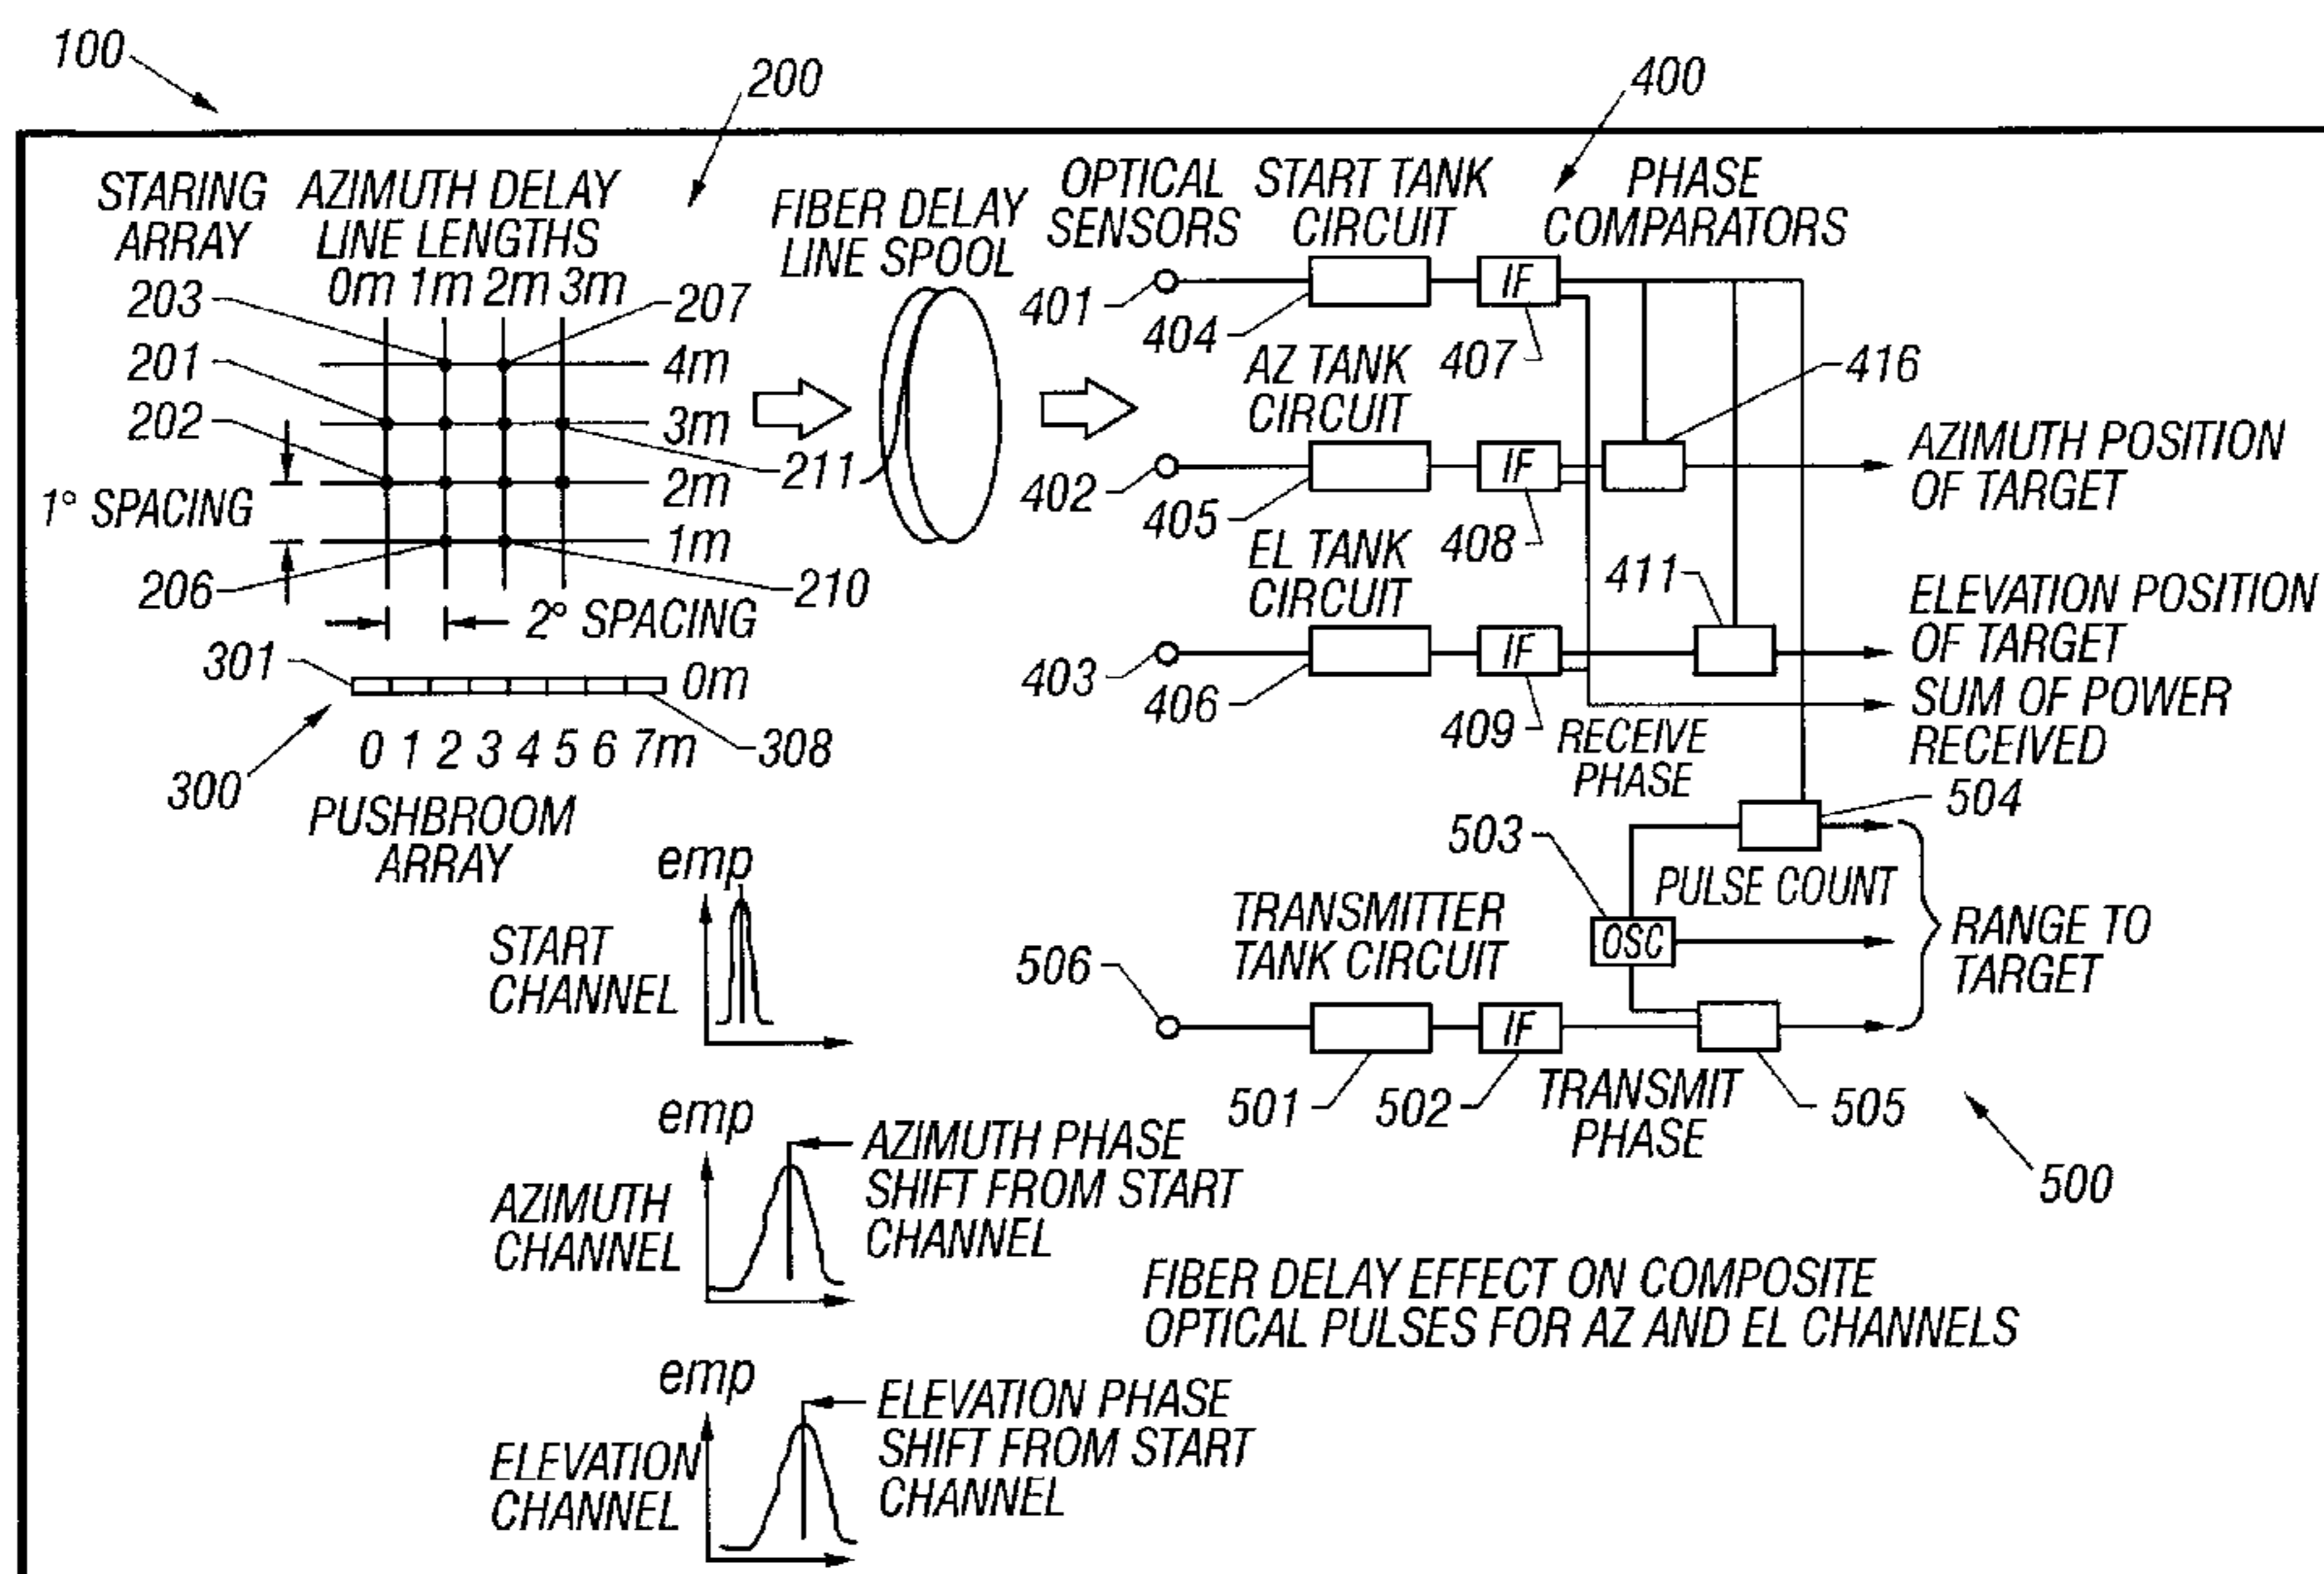 100
200
400
STARING
ARRAY
AZIMUTH DELAY
LINE LENGTHS
0m 1m 2m 3m
FIBER DELAY
LINE SPOOL
OPTICAL
SENSORS
START TANK
CIRCUIT
PHASE
COMPARATORS
203
207
201
202
4m
3m
2m
1m
211
1° SPACING
206
210
2° SPACING
301
0m
300
0 1 2 3 4 5 6 7m
308
PUSHBROOM
ARRAY
401
404
IF
407
416
AZ TANK
CIRCUIT
402
405
IF
408
AZIMUTH POSITION
OF TARGET
EL TANK
CIRCUIT
411
403
406
IF
409
ELEVATION POSITION
OF TARGET
SUM OF POWER
RECEIVED
RECEIVE
PHASE
504
503
PULSE COUNT
OSC
RANGE TO
TARGET
TRANSMITTER
TANK CIRCUIT
506
501
IF
502
TRANSMIT
PHASE
505
500
emp
START
CHANNEL
emp
AZIMUTH
CHANNEL
AZIMUTH PHASE
SHIFT FROM START
CHANNEL
FIBER DELAY EFFECT ON COMPOSITE
OPTICAL PULSES FOR AZ AND EL CHANNELS
emp
ELEVATION
CHANNEL
ELEVATION PHASE
SHIFT FROM START
CHANNEL